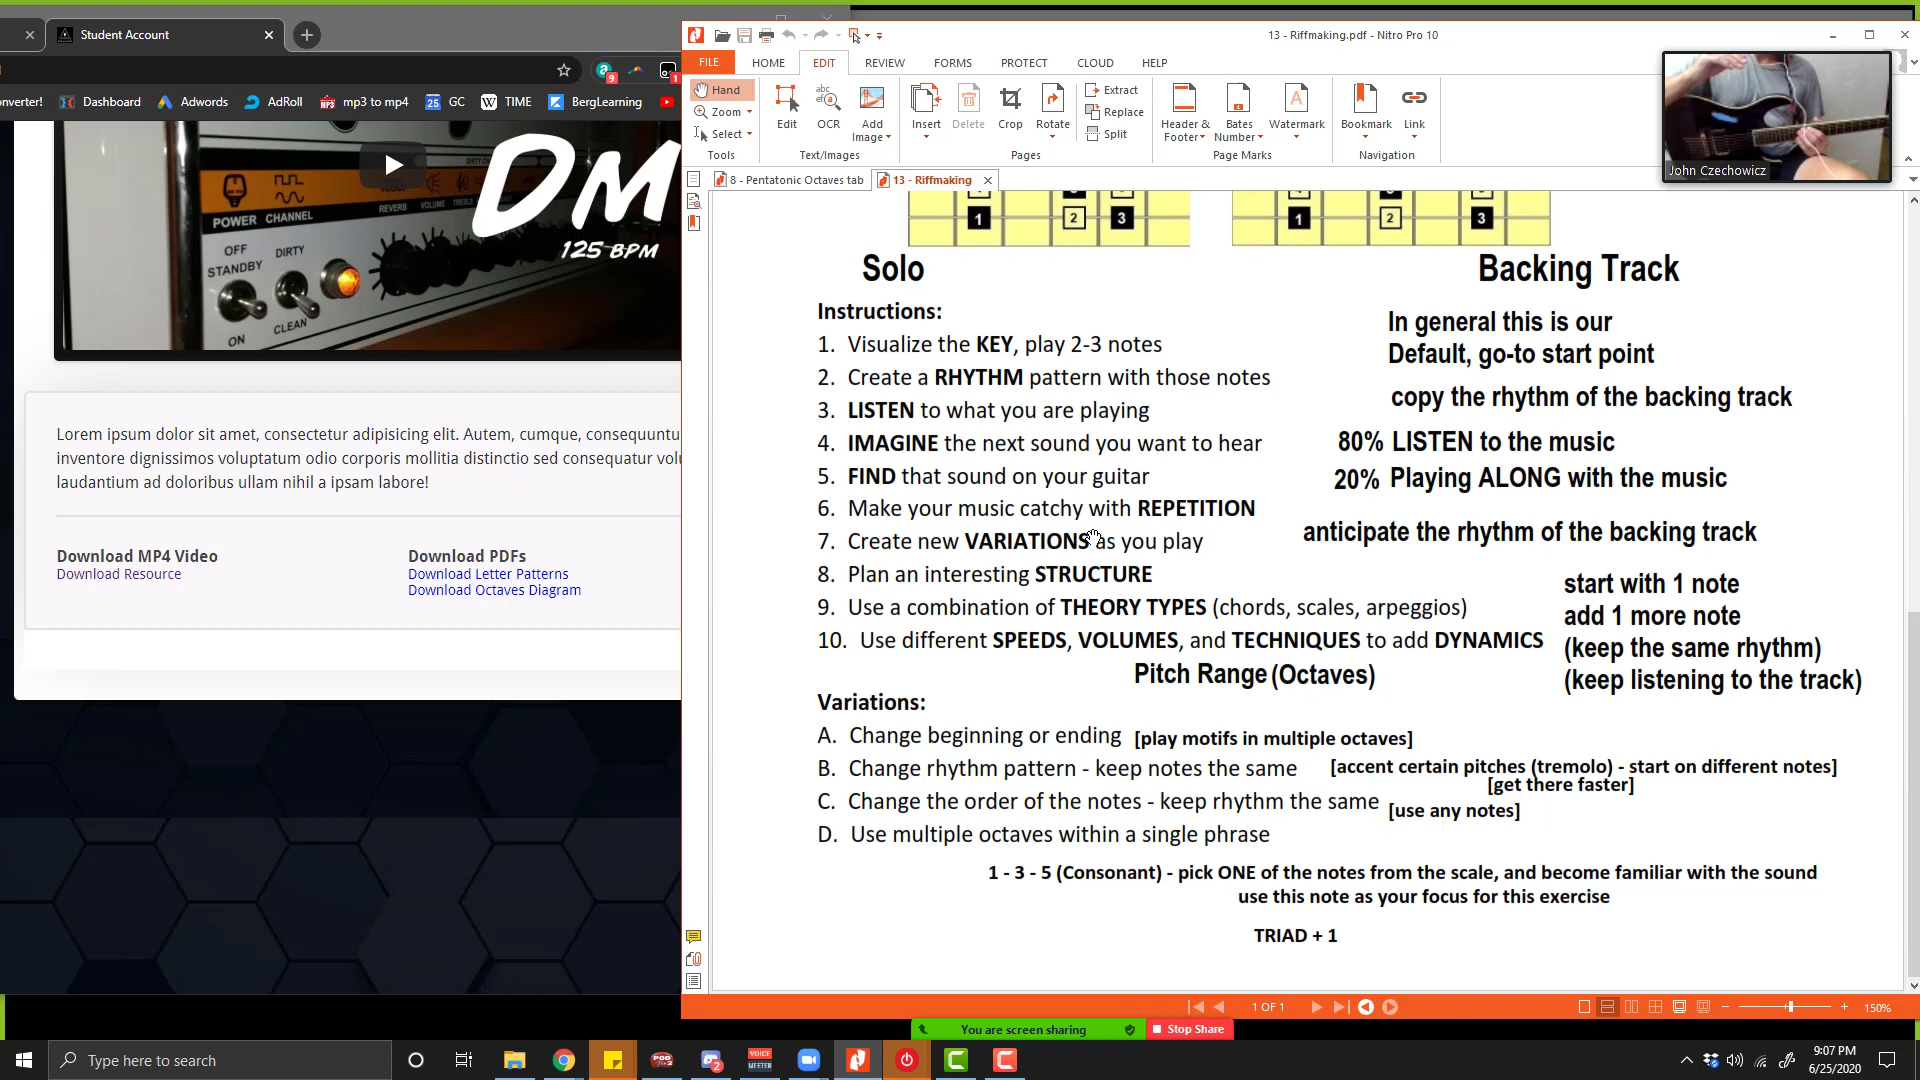 Student Account
13 - Riffmaking.pdf - Nitro Pro 10
FILE
HOME
EDIT
REVIEW
FORMS
PROTECT
CLOUD
HELP
9
1
onverter!
Dashboard
Adwords
AdRoll
mp3 to mp4
25 GC
TIME
BergLearning
Hand
Zoom
Select
Tools
Edit
OCR
Add Image
Text/Images
Insert
Delete
Crop
Rotate
Extract
Replace
Split
Pages
Header & Footer
Bates Number
Watermark
Page Marks
Bookmark
Link
Navigation
John Czechowicz
8 - Pentatonic Octaves tab
13 - Riffmaking
POWER CHANNEL
REVERB
VOLUME
TREBLE
OFF
STANDBY
DIRTY
ON
CLEAN
DM
125 BPM
1 2 3
1 2 3
Solo
Backing Track
Instructions:
1. Visualize the KEY, play 2-3 notes
2. Create a RHYTHM pattern with those notes
3. LISTEN to what you are playing
4. IMAGINE the next sound you want to hear
5. FIND that sound on your guitar
6. Make your music catchy with REPETITION
7. Create new VARIATIONS as you play
8. Plan an interesting STRUCTURE
9. Use a combination of THEORY TYPES (chords, scales, arpeggios)
10. Use different SPEEDS, VOLUMES, and TECHNIQUES to add DYNAMICS
Pitch Range (Octaves)
In general this is our
Default, go-to start point
copy the rhythm of the backing track
80% LISTEN to the music
20% Playing ALONG with the music
anticipate the rhythm of the backing track
start with 1 note
add 1 more note
(keep the same rhythm)
(keep listening to the track)
Variations:
A. Change beginning or ending [play motifs in multiple octaves]
B. Change rhythm pattern - keep notes the same [accent certain pitches (tremolo) - start on different notes]
[get there faster]
C. Change the order of the notes - keep rhythm the same [use any notes]
D. Use multiple octaves within a single phrase
1 - 3 - 5 (Consonant) - pick ONE of the notes from the scale, and become familiar with the sound
use this note as your focus for this exercise
TRIAD + 1
Lorem ipsum dolor sit amet, consectetur adipisicing elit. Autem, cumque, consequuntu
inventore dignissimos voluptatum odio corporis mollitia distinctio sed consequatur volu
laudantium ad doloribus ullam nihil a ipsam labore!
Download MP4 Video
Download Resource
Download PDFs
Download Letter Patterns
Download Octaves Diagram
1 OF 1
150%
You are screen sharing
Stop Share
Type here to search
POD
2
VOICE MEETER
9:07 PM
6/25/2020